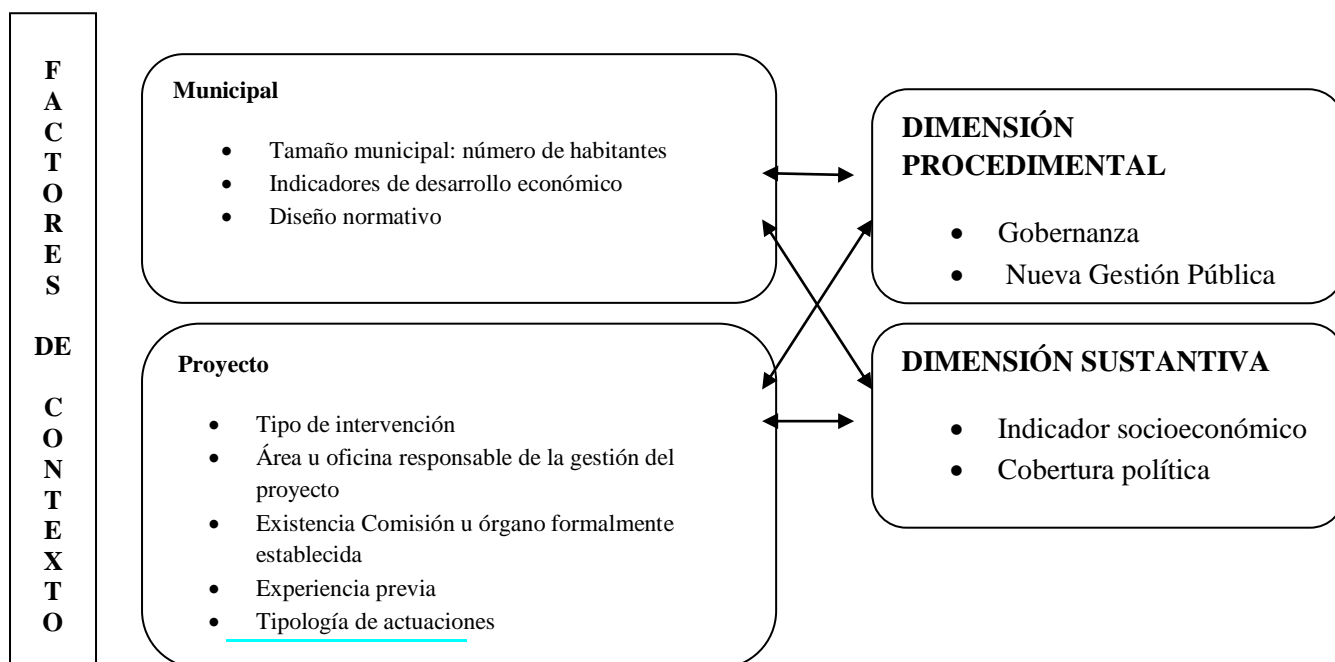 FACTORES
DE
CONTEXTO
Municipal
• Tamaño municipal: número de habitantes
• Indicadores de desarrollo económico
• Diseño normativo
Proyecto
• Tipo de intervención
• Área u oficina responsable de la gestión del
proyecto
• Existencia Comisión u órgano formalmente
establecida
• Experiencia previa
• Tipología de actuaciones
DIMENSIÓN
PROCEDIMENTAL
• Gobernanza
• Nueva Gestión Pública
DIMENSIÓN SUSTANTIVA
• Indicador socioeconómico
• Cobertura política